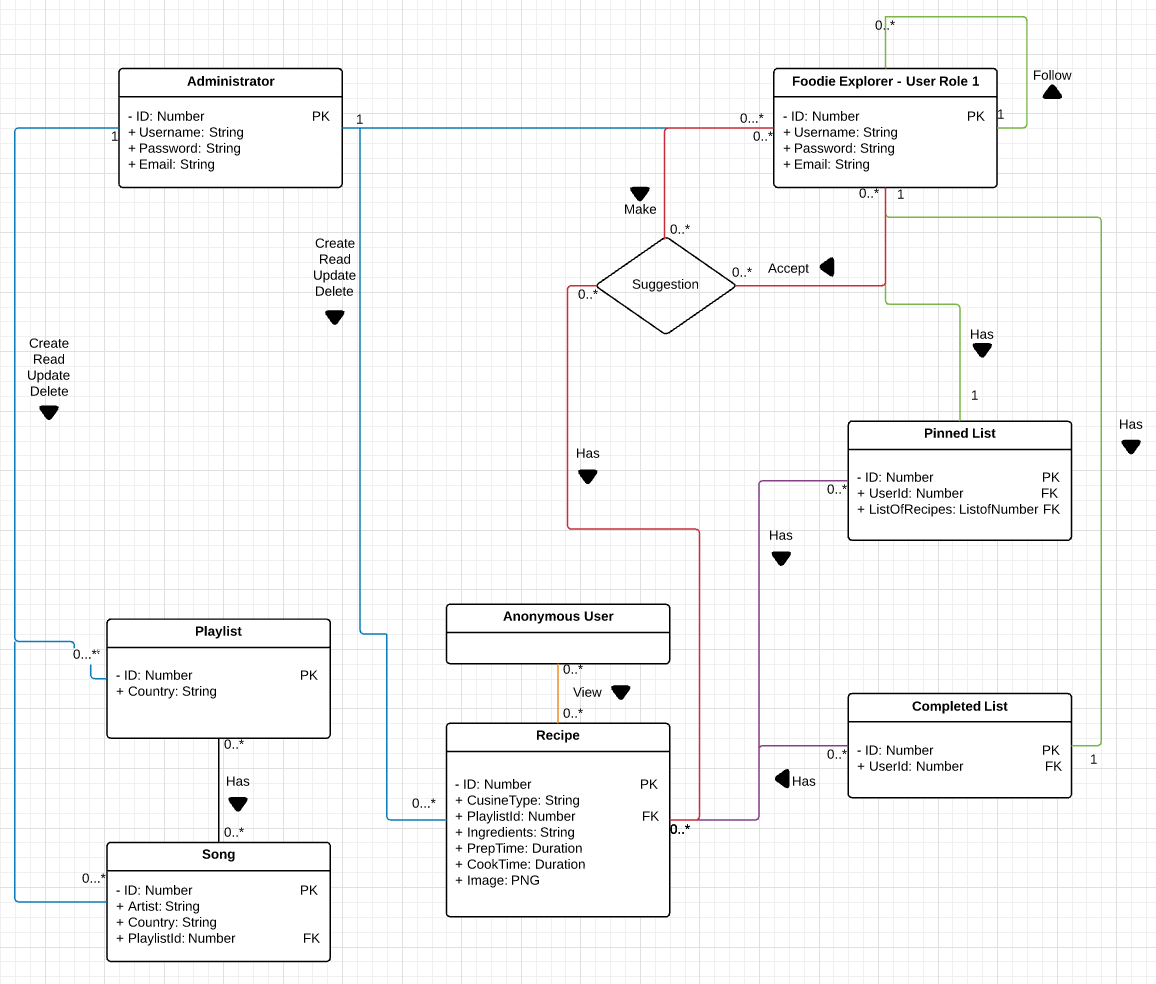 0..*
Administrator
- ID: Number PK
+ Username: String
+ Password: String
+ Email: String
1
1
Foodie Explorer - User Role 1
- ID: Number PK
+ Username: String
+ Password: String
+ Email: String
0...*
0..*
1
Follow
0..*
1
Make
0..*
Suggestion
0..*
Accept
0..*
Create
Read
Update
Delete
Create
Read
Update
Delete
Has
1
Has
Has
Pinned List
- ID: Number PK
+ UserId: Number FK
+ ListOfRecipes: ListofNumber FK
0..*
Has
Playlist
- ID: Number PK
+ Country: String
0...*
0..*
Has
0..*
Song
- ID: Number PK
+ Artist: String
+ Country: String
+ PlaylistId: Number FK
0...*
Anonymous User
0..*
View
0..*
Recipe
- ID: Number PK
+ CusineType: String
+ PlaylistId: Number FK
+ Ingredients: String
+ PrepTime: Duration
+ CookTime: Duration
+ Image: PNG
0...*
0..*
Completed List
- ID: Number PK
+ UserId: Number FK
0..*
1
Has